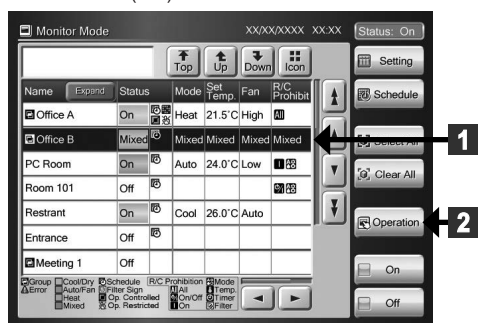 Monitor Mode XX/XX/XXXX XX:XX Status: On
Top Up Down Icon Setting
Name Expand Status Mode Set Temp. Fan R/C Prohibit
Schedule
Office A On Heat 21.5°C High All
Office B Mixed Mixed Mixed Mixed Mixed Select All 1
PC Room On Auto 24.0°C Low
Clear All
Room 101 Off
Restrant On Cool 26.0°C Auto
Operation 2
Entrance Off
Meeting 1 Off
On
Group Cool/Dry Schedule R/C Prohibition Mode
Error Auto/Fan Filter Sign All Temp.
Heat Op. Controlled On/Off Timer
Mixed Op. Restricted On Filter
Off